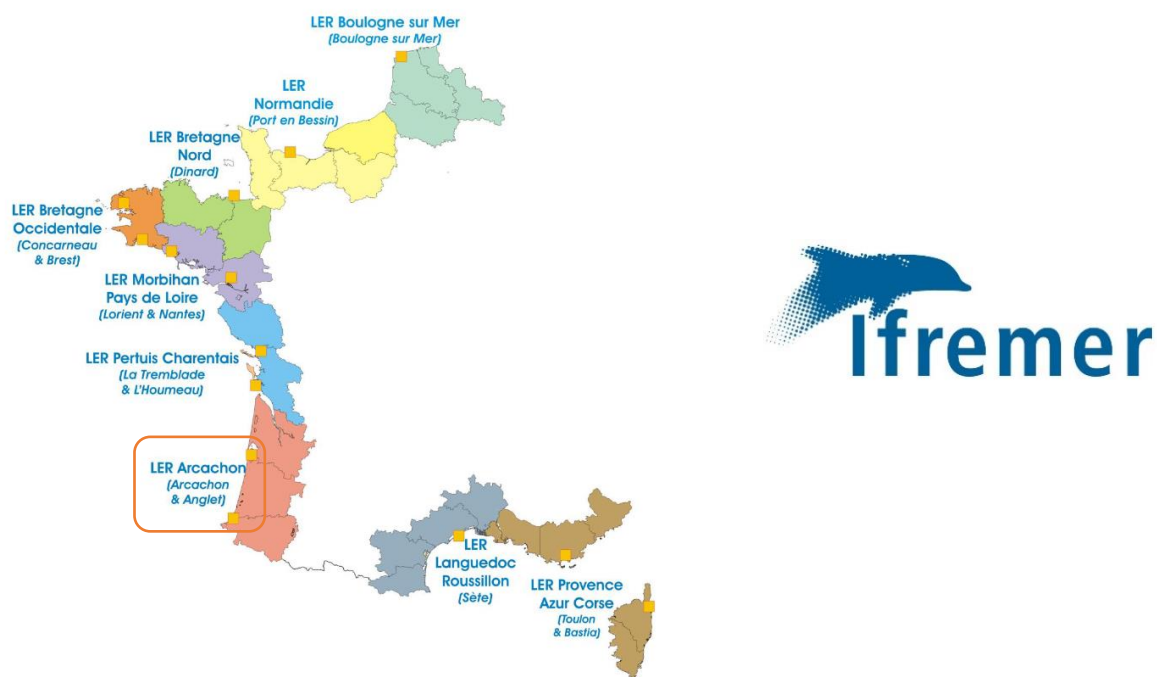 LER Boulogne sur Mer
(Boulogne sur Mer)
LER
Normandie
(Port en Bessin)
LER Bretagne
Nord
(Dinard)
LER Bretagne
Occidentale
(Concarneau
& Brest)
LER Morbihan
Pays de Loire
(Lorient & Nantes)
LER Pertuis Charentais
(La Tremblade
& L'Houmeau)
LER Arcachon
(Arcachon
& Anglet)
LER
Languedoc
Roussillon
(Sète)
LER Provence
Azur Corse
(Toulon
& Bastia)
Ifremer